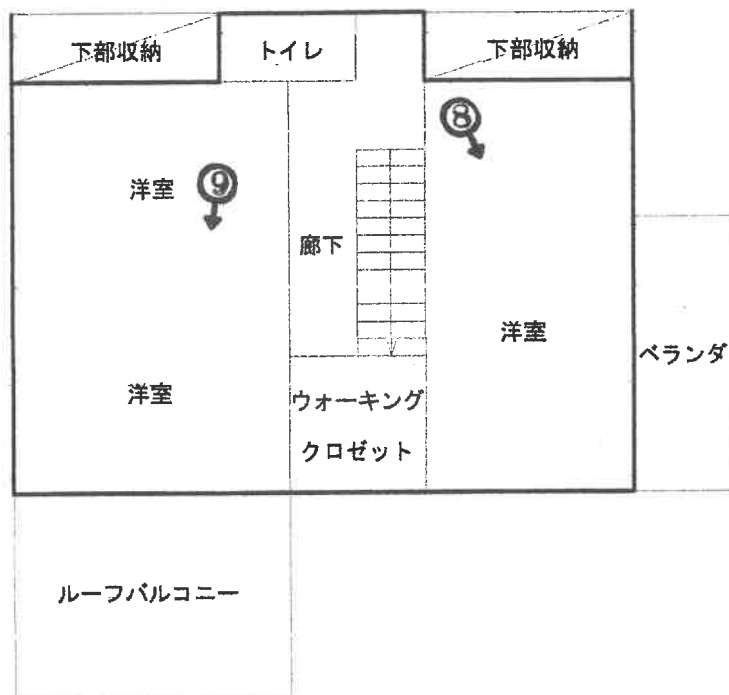 下部収納
トイレ
下部収納
⑧
洋室
⑨
廊下
洋室
ベランダ
洋室
ウォーキング
クロゼット
ルーフバルコニー